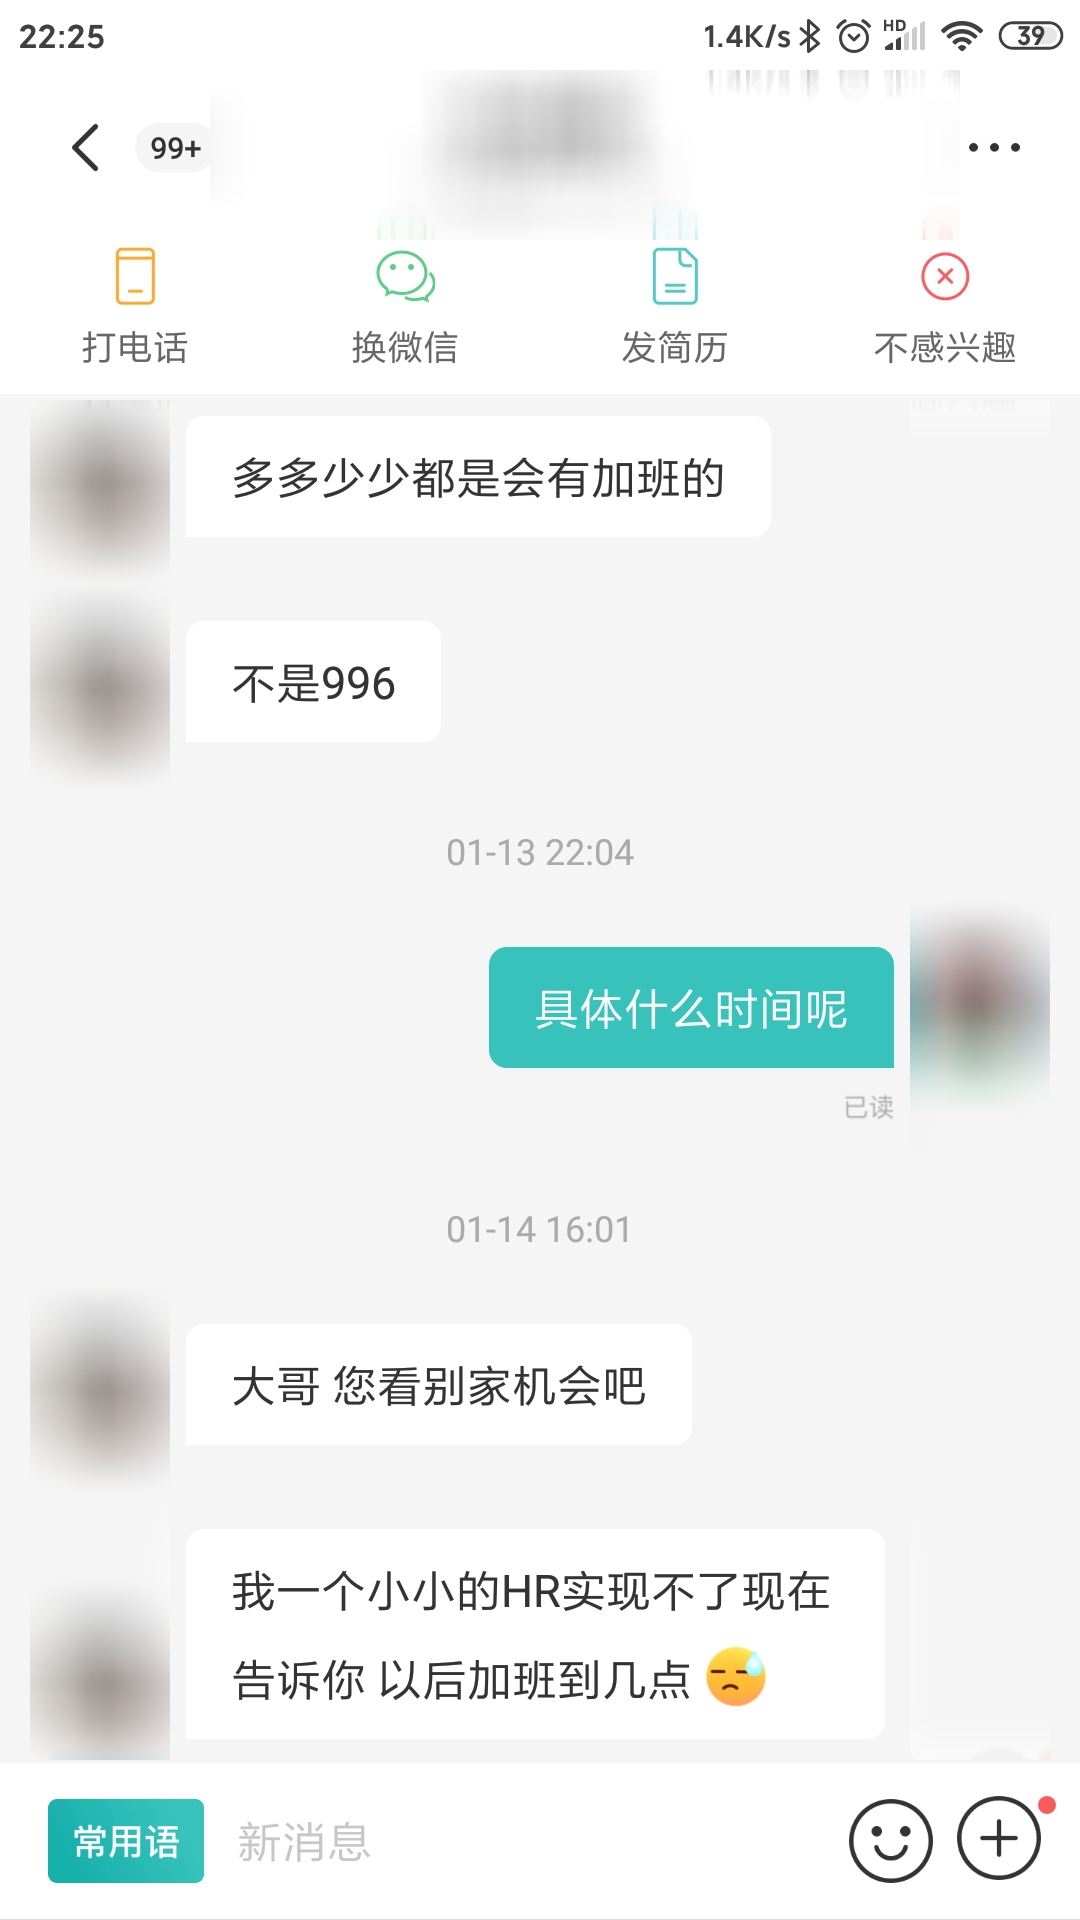 22:25
1.4K/s HD 39
99+
打电话 换微信 发简历 不感兴趣
多多少少都是会有加班的
不是996
01-13 22:04
具体什么时间呢
已读
01-14 16:01
大哥 您看别家机会吧
我一个小小的HR实现不了现在
告诉你 以后加班到几点
常用语 新消息